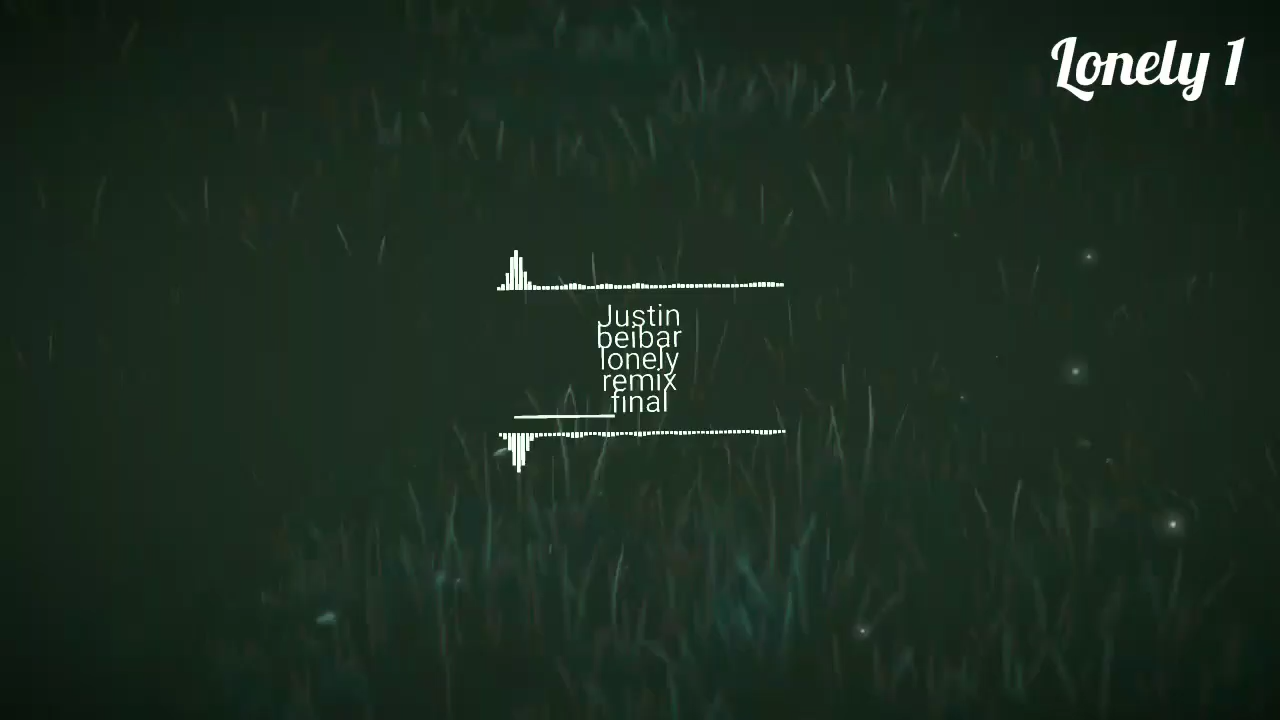 Lonely 1
Justin
beibar
lonely
remix
final